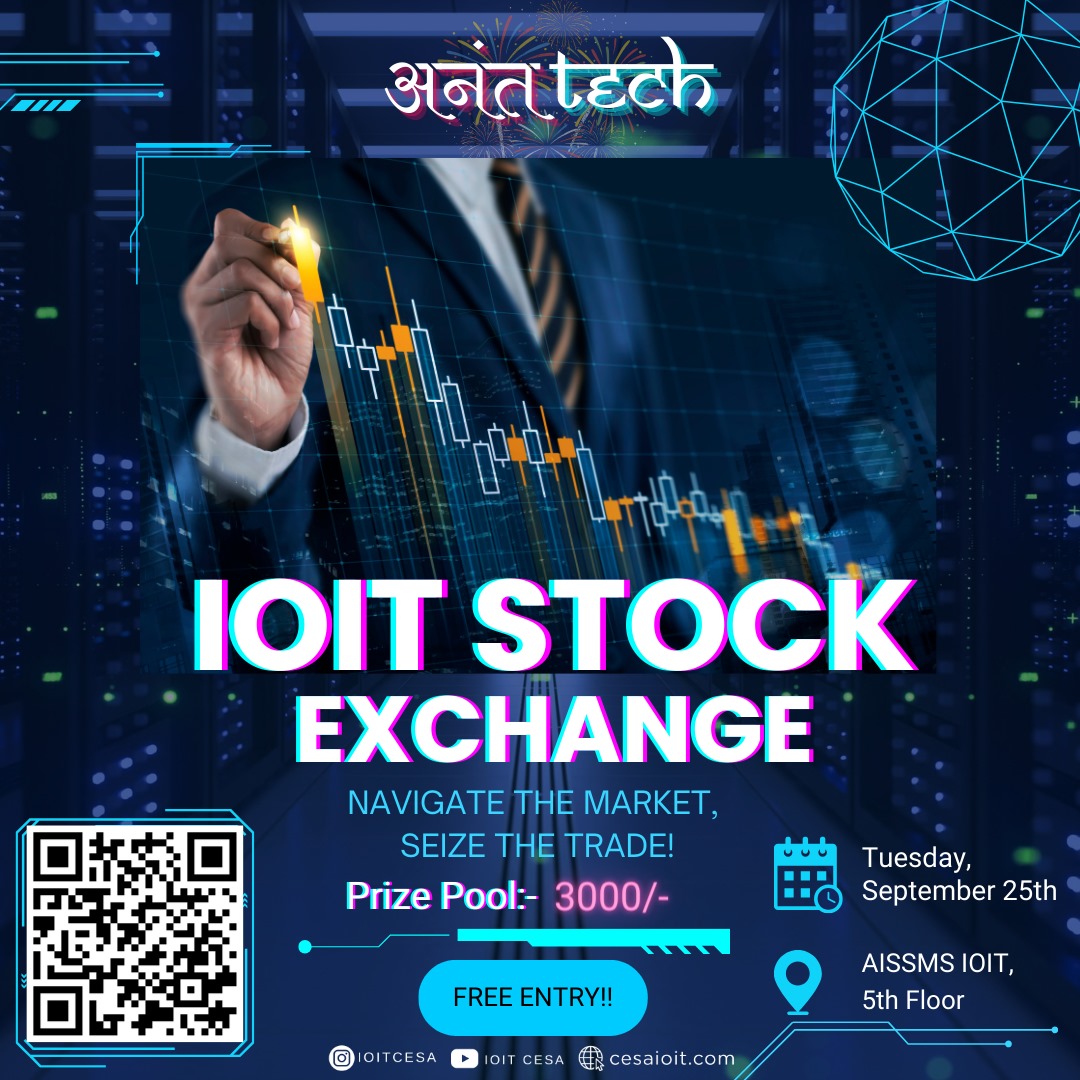 अनंत tech
IOIT STOCK
EXCHANGE
NAVIGATE THE MARKET,
SEIZE THE TRADE!
Prize Pool:- 3000/-
FREE ENTRY!!
Tuesday,
September 25th
AISSMS IOIT,
5th Floor
IOITCESA IOIT CESA cesaioit.com